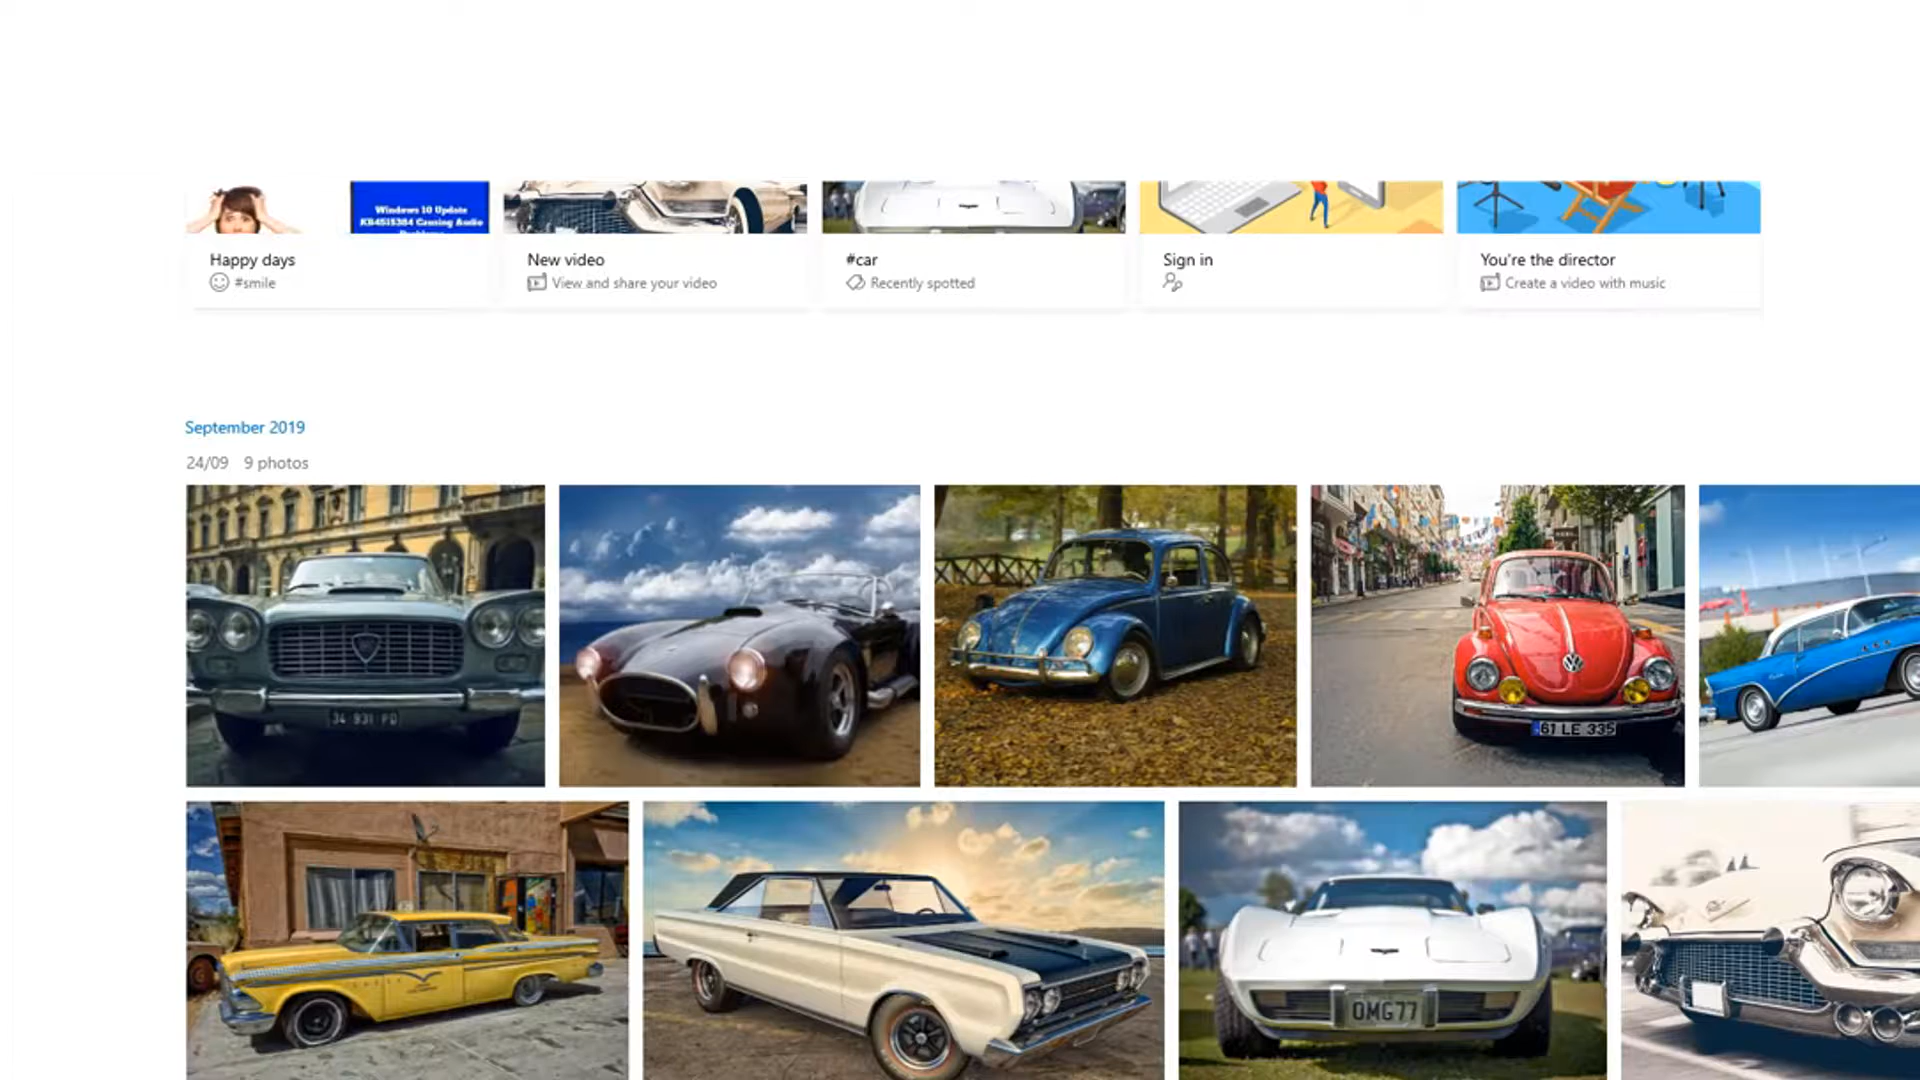 Windows 10 Update
KB4515384 Causing Audio
Problems
Happy days
#smile
New video
View and share your video
#car
Recently spotted
Sign in
You're the director
Create a video with music
September 2019
24/09 9 photos
34 931 PD
61 LE 335
OMG77